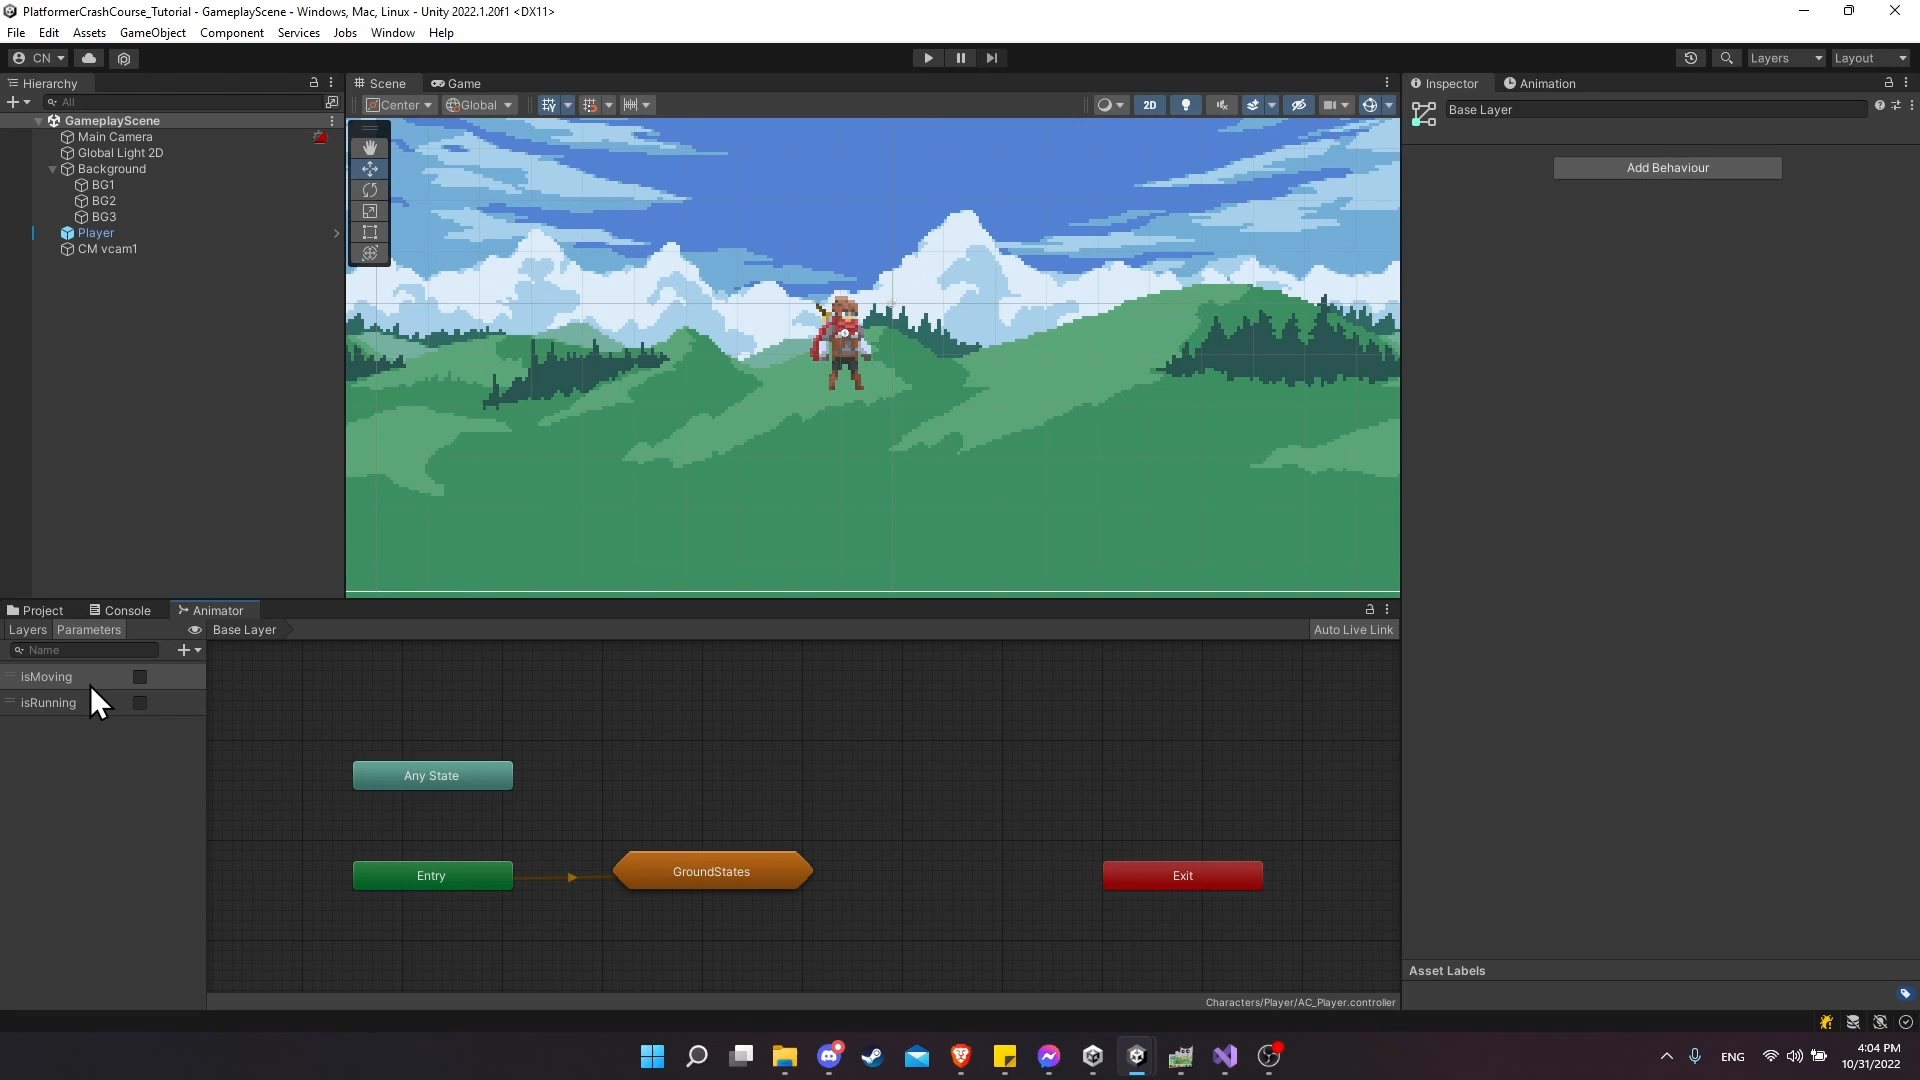 PlatformerCrashCourse_Tutorial - GameplayScene - Windows, Mac, Linux - Unity 2022.1.20f1 <DX11>
File Edit Assets GameObject Component Services Jobs Window Help
CN Layers Layout
Hierarchy
All
GameplayScene
Main Camera
Global Light 2D
Background
BG1
BG2
BG3
Player
CM vcam1
Scene Game
Center Global 2D
Inspector Animation
Base Layer
Add Behaviour
Asset Labels
Project Console Animator
Layers Parameters Base Layer Auto Live Link
Name
isMoving
isRunning
Any State
Entry GroundStates Exit
Characters/Player/AC_Player.controller
ENG 4:04 PM
10/31/2022